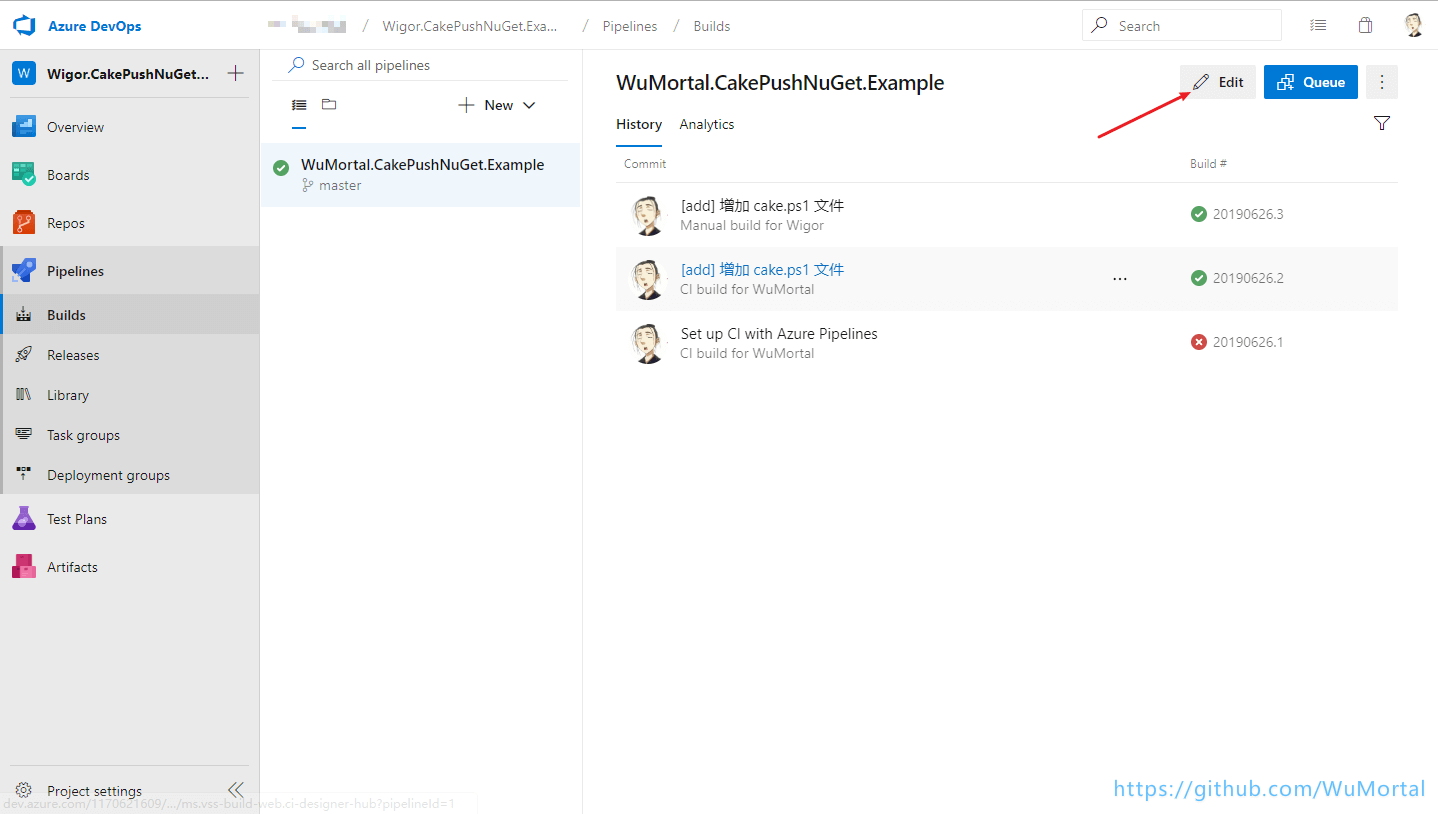 Azure DevOps
/ Wigor.CakePushNuGet.Exa... / Pipelines / Builds
Search
W Wigor.CakePushNuGet...
Overview
Boards
Repos
Pipelines
Builds
Releases
Library
Task groups
Deployment groups
Test Plans
Artifacts
Project settings
dev.azure.com/1170621609/.../ms.vss-build-web.ci-designer-hub?pipelineId=1
Search all pipelines
New
WuMortal.CakePushNuGet.Example
master
WuMortal.CakePushNuGet.Example
Edit
Queue
History Analytics
Commit Build #
[add] 增加 cake.ps1 文件
Manual build for Wigor
20190626.3
[add] 增加 cake.ps1 文件
CI build for WuMortal
... 20190626.2
Set up CI with Azure Pipelines
CI build for WuMortal
20190626.1
https://github.com/WuMortal